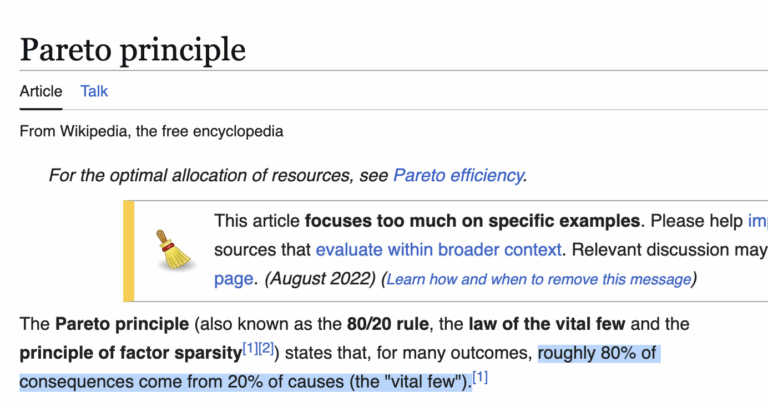 Pareto principle
Article Talk
From Wikipedia, the free encyclopedia
For the optimal allocation of resources, see Pareto efficiency.
This article focuses too much on specific examples. Please help
sources that evaluate within broader context. Relevant discussion may
page. (August 2022) (Learn how and when to remove this message)
The Pareto principle (also known as the 80/20 rule, the law of the vital few and the
principle of factor sparsity[1][2]) states that, for many outcomes, roughly 80% of
consequences come from 20% of causes (the "vital few").[1]